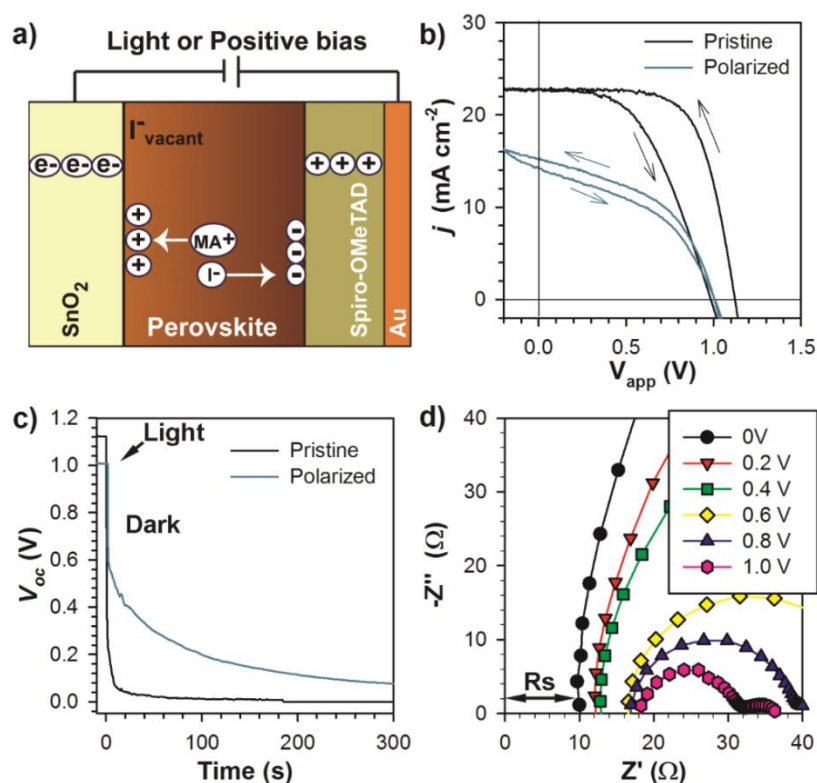 a)
Light or Positive bias
I⁻vacant
e- e- e-
+ + +
+
+
+
MA+
I-
-
-
-
SnO2
Perovskite
Spiro-OMeTAD
Au
b)
30
20
10
0
j (mA cm-2)
Pristine
Polarized
0.0 0.5 1.0 1.5
Vapp (V)
c)
1.2
1.0
0.8
0.6
0.4
0.2
0.0
Voc (V)
Light
Dark
Pristine
Polarized
0 100 200 300
Time (s)
d)
40
30
20
10
0
-Z'' (Ω)
0V
0.2 V
0.4 V
0.6 V
0.8 V
1.0 V
Rs
0 10 20 30 40
Z' (Ω)